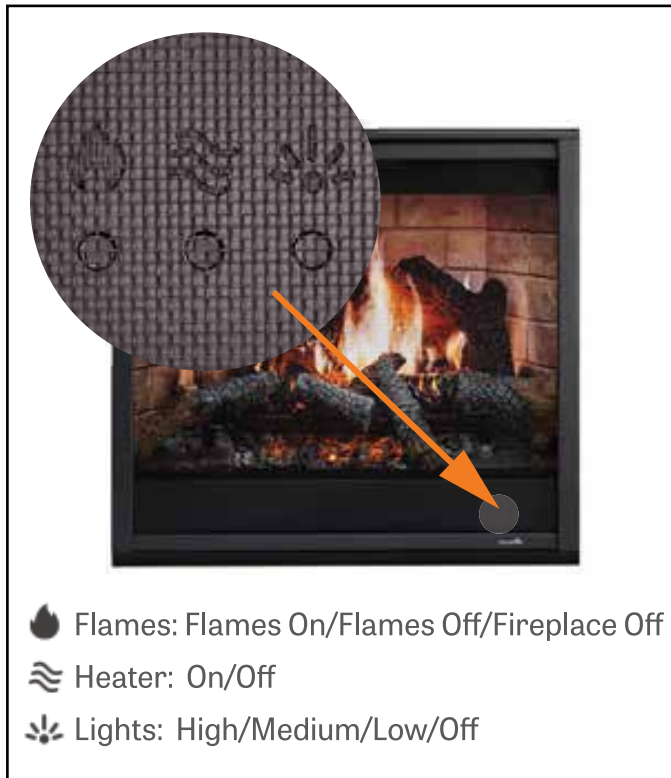 Flames: Flames On/Flames Off/Fireplace Off
Heater: On/Off
Lights: High/Medium/Low/Off